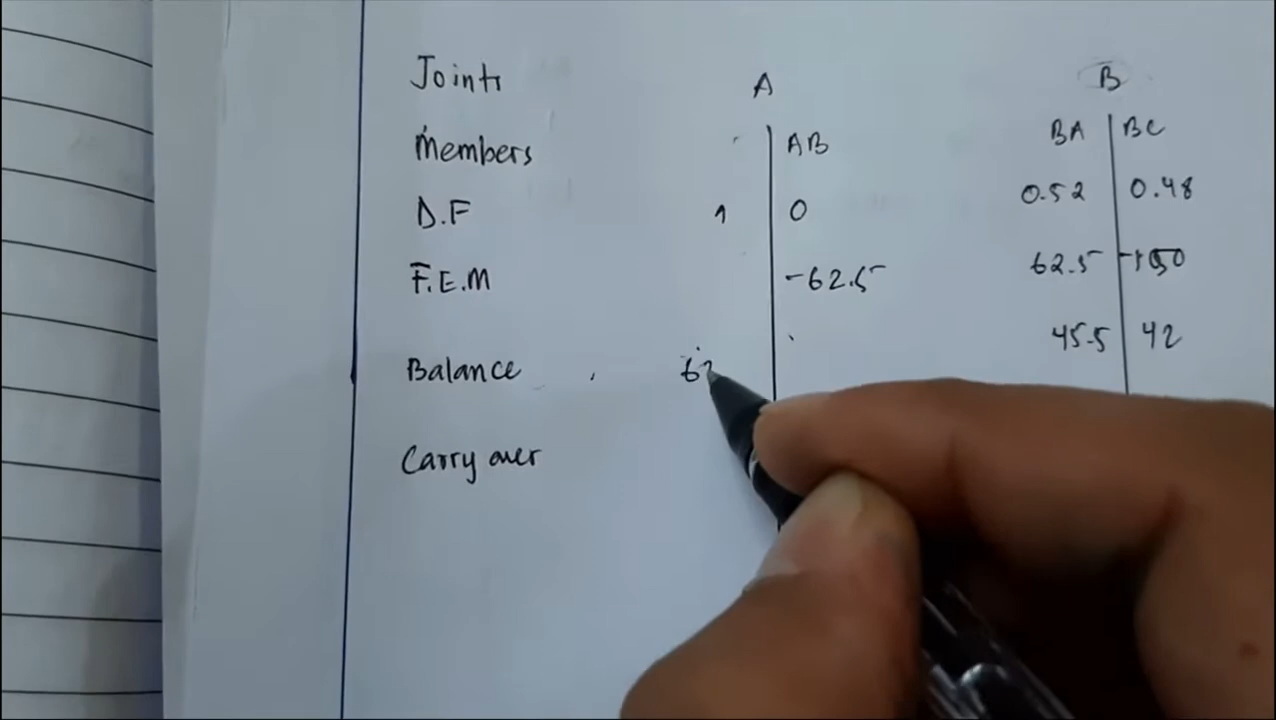 Joints A B
Members AB BA BC
D.F 1 0 0.52 0.48
F.E.M -62.5 62.5 -150
Balance 62 45.5 42
Carry over